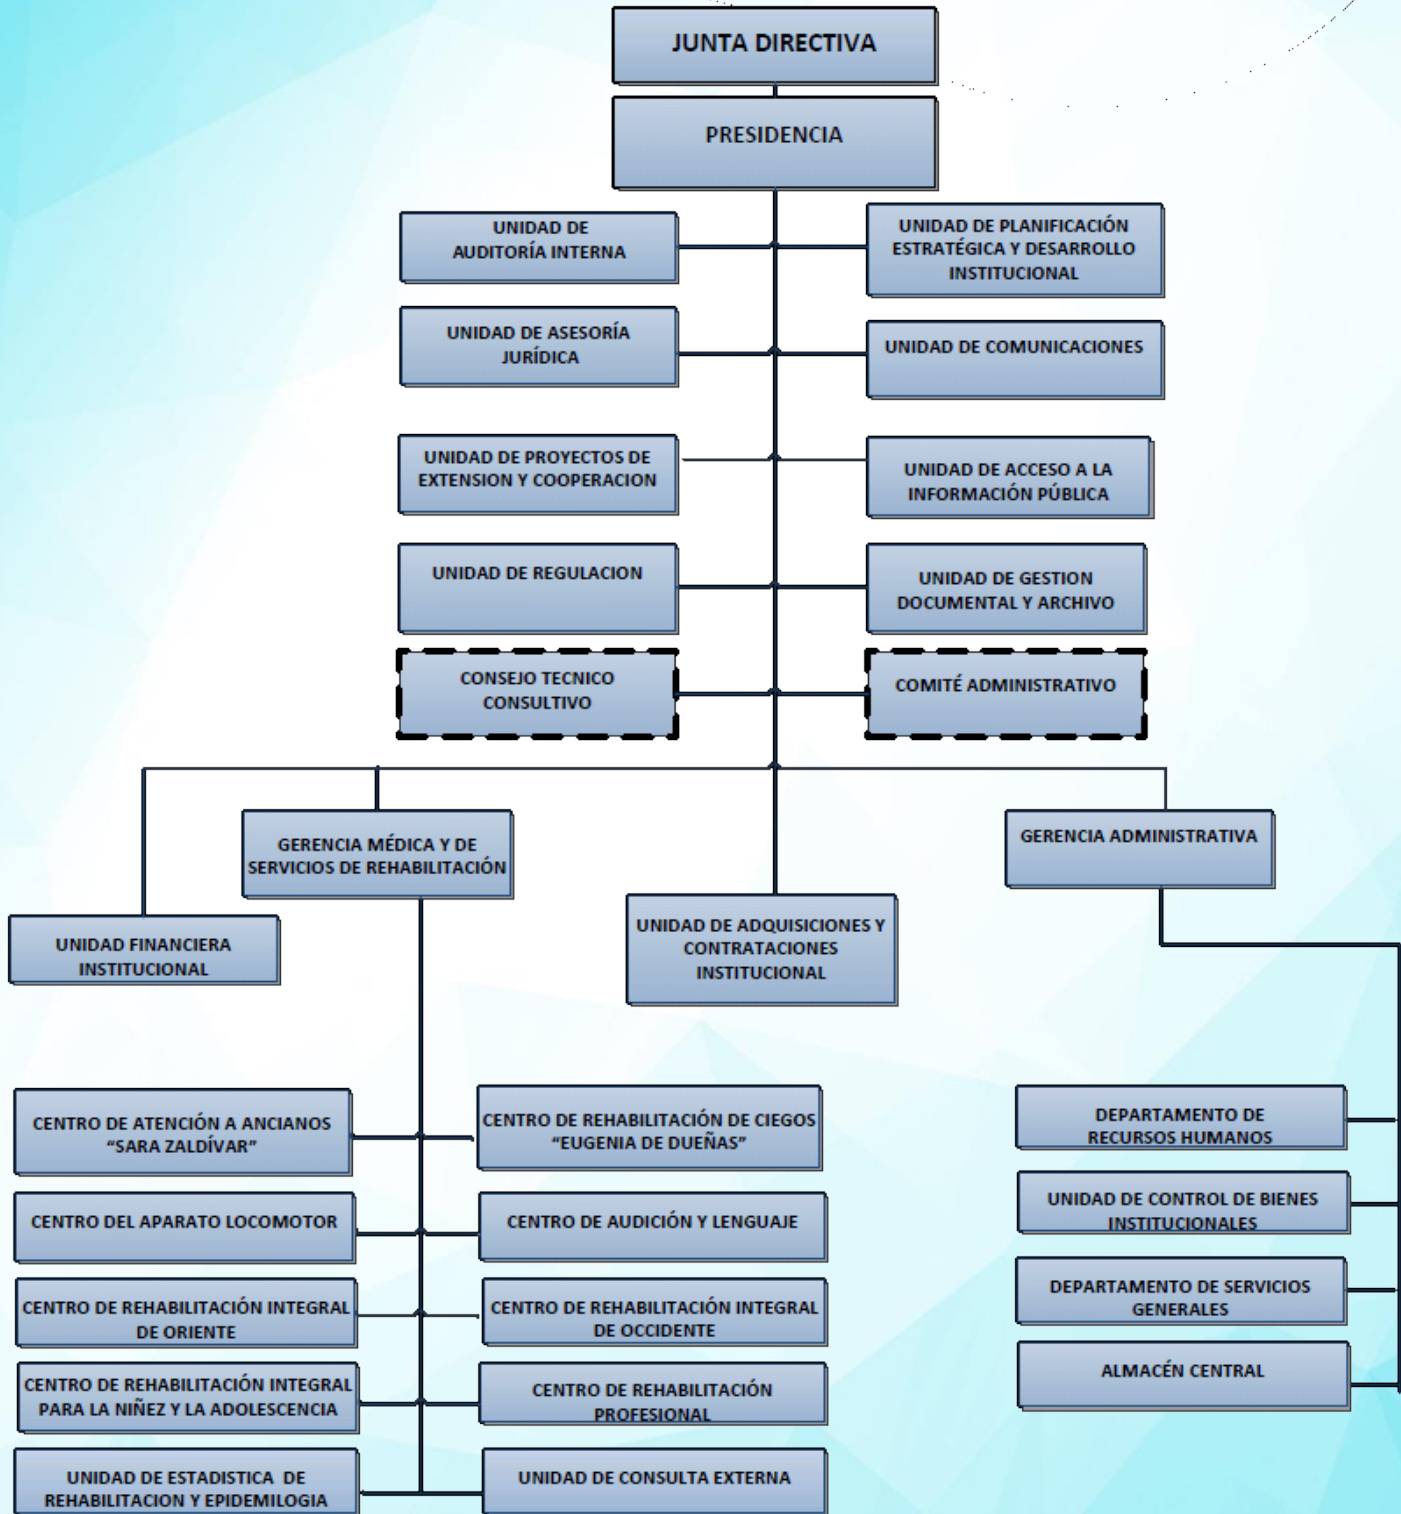 JUNTA DIRECTIVA
PRESIDENCIA
UNIDAD DE
AUDITORÍA INTERNA
UNIDAD DE PLANIFICACIÓN
ESTRATÉGICA Y DESARROLLO
INSTITUCIONAL
UNIDAD DE ASESORÍA
JURÍDICA
UNIDAD DE COMUNICACIONES
UNIDAD DE PROYECTOS DE
EXTENSION Y COOPERACION
UNIDAD DE ACCESO A LA
INFORMACIÓN PÚBLICA
UNIDAD DE REGULACION
UNIDAD DE GESTION
DOCUMENTAL Y ARCHIVO
CONSEJO TECNICO
CONSULTIVO
COMITÉ ADMINISTRATIVO
GERENCIA MÉDICA Y DE
SERVICIOS DE REHABILITACIÓN
GERENCIA ADMINISTRATIVA
UNIDAD FINANCIERA
INSTITUCIONAL
UNIDAD DE ADQUISICIONES Y
CONTRATACIONES
INSTITUCIONAL
CENTRO DE ATENCIÓN A ANCIANOS
“SARA ZALDÍVAR”
CENTRO DE REHABILITACIÓN DE CIEGOS
“EUGENIA DE DUEÑAS”
DEPARTAMENTO DE
RECURSOS HUMANOS
CENTRO DEL APARATO LOCOMOTOR
CENTRO DE AUDICIÓN Y LENGUAJE
UNIDAD DE CONTROL DE BIENES
INSTITUCIONALES
CENTRO DE REHABILITACIÓN INTEGRAL
DE ORIENTE
CENTRO DE REHABILITACIÓN INTEGRAL
DE OCCIDENTE
DEPARTAMENTO DE SERVICIOS
GENERALES
CENTRO DE REHABILITACIÓN INTEGRAL
PARA LA NIÑEZ Y LA ADOLESCENCIA
CENTRO DE REHABILITACIÓN
PROFESIONAL
ALMACÉN CENTRAL
UNIDAD DE ESTADISTICA DE
REHABILITACION Y EPIDEMILOGIA
UNIDAD DE CONSULTA EXTERNA